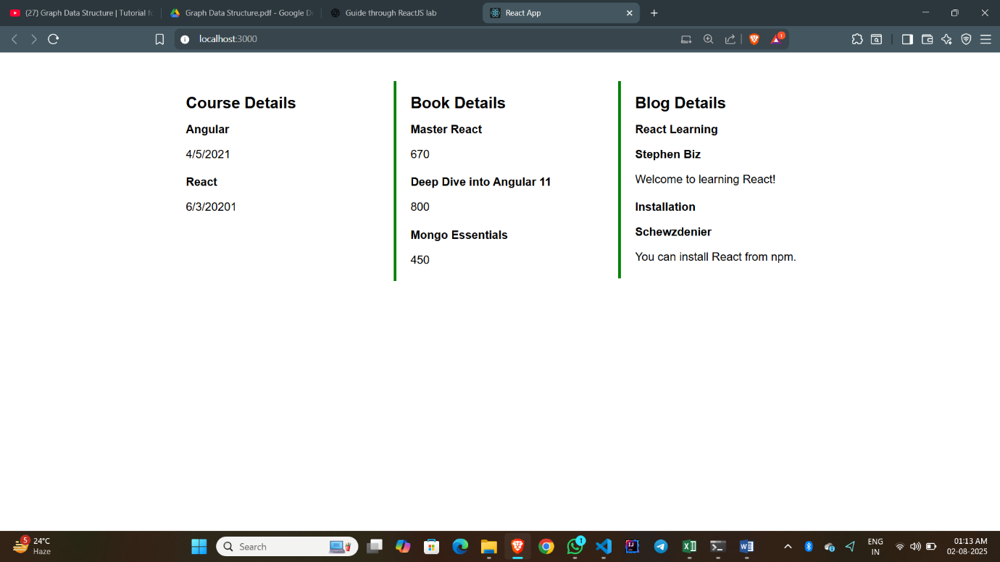 (27) Graph Data Structure | Tutorial fo
Graph Data Structure.pdf - Google Dr
Guide through ReactJS lab
React App
localhost:3000
1
Course Details
Angular
4/5/2021
React
6/3/20201
Book Details
Master React
670
Deep Dive into Angular 11
800
Mongo Essentials
450
Blog Details
React Learning
Stephen Biz
Welcome to learning React!
Installation
Schewzdenier
You can install React from npm.
5
24°C
Haze
Search
1
ENG
IN
01:13 AM
02-08-2025